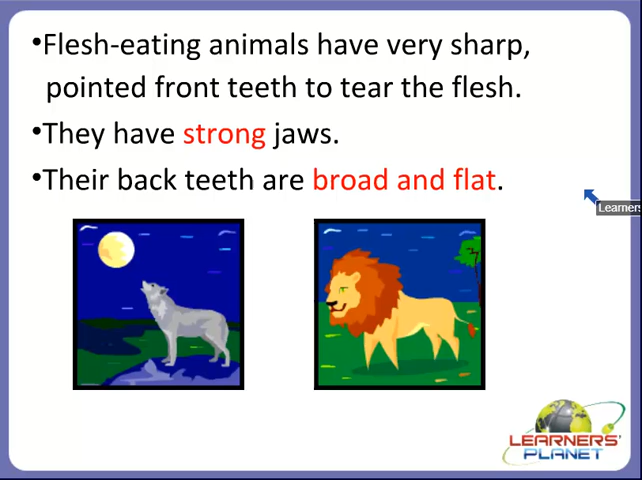 •Flesh-eating animals have very sharp,
pointed front teeth to tear the flesh.
•They have strong jaws.
•Their back teeth are broad and flat.
Learners
LEARNERS'
PLANET